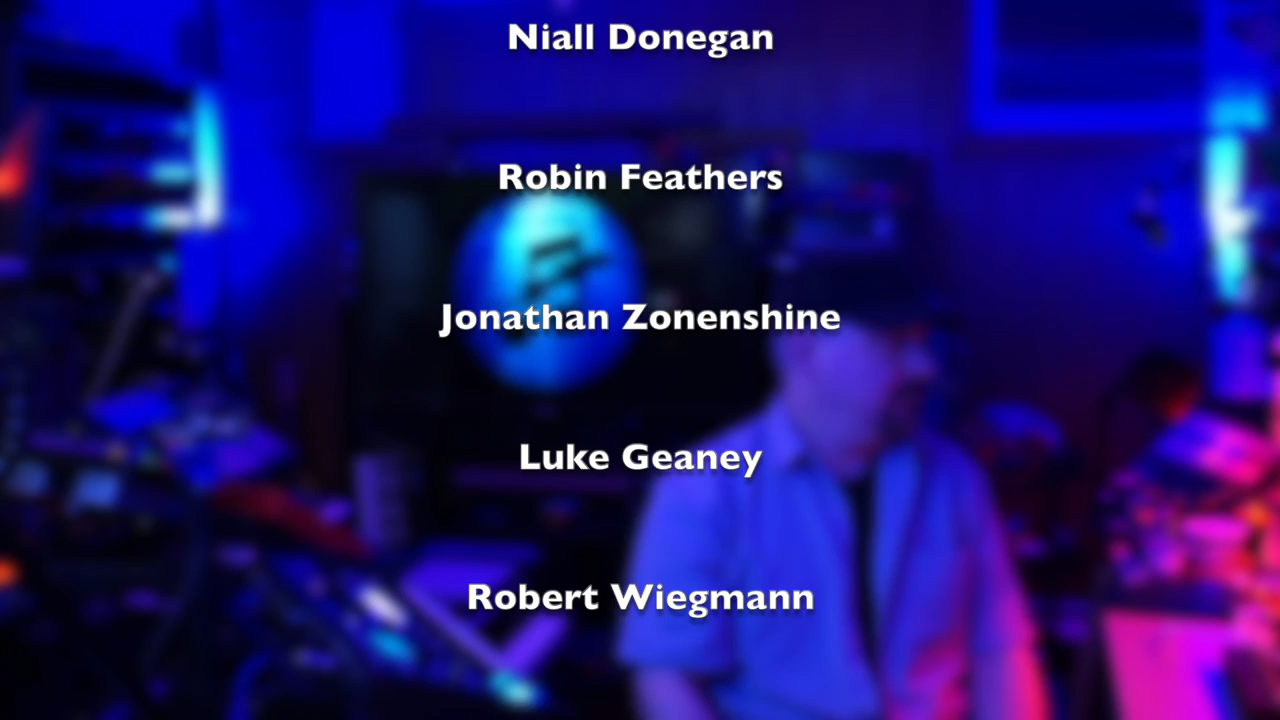 Niall Donegan
Robin Feathers
Jonathan Zonenshine
Luke Geaney
Robert Wiegmann